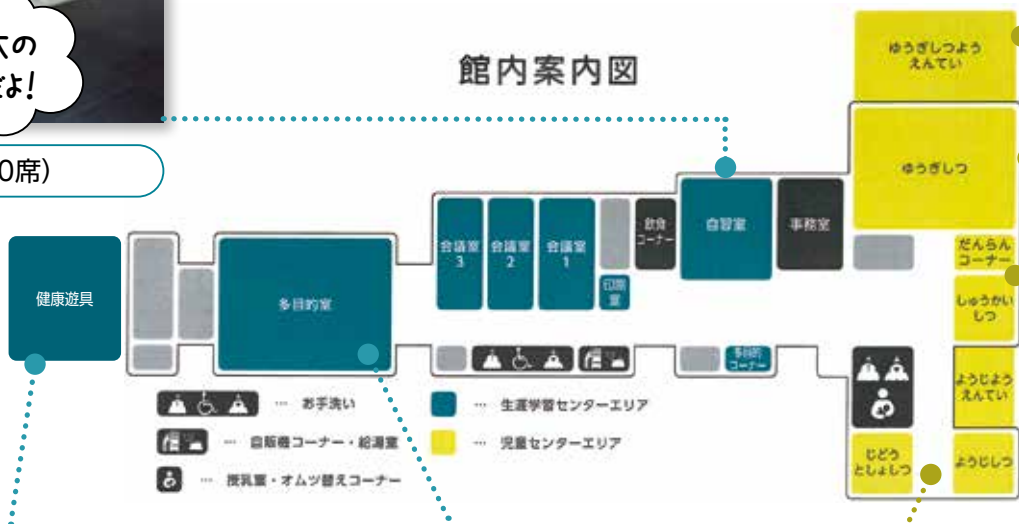 だよ!
0席)
館内案内図
ゆうぎしつよう
えんてい
ゆうぎしつ
だんらん
コーナー
しゅうかい
しつ
ようじよう
えんてい
ようじしつ
じどう
としょしつ
健康遊具
多目的室
会議室
3
会議室
2
会議室
1
印刷
室
飲食
コーナー
自習室
事務室
多目的
コーナー
… お手洗い
… 自販機コーナー・給湯室
… 授乳室・オムツ替えコーナー
… 生涯学習センターエリア
… 児童センターエリア